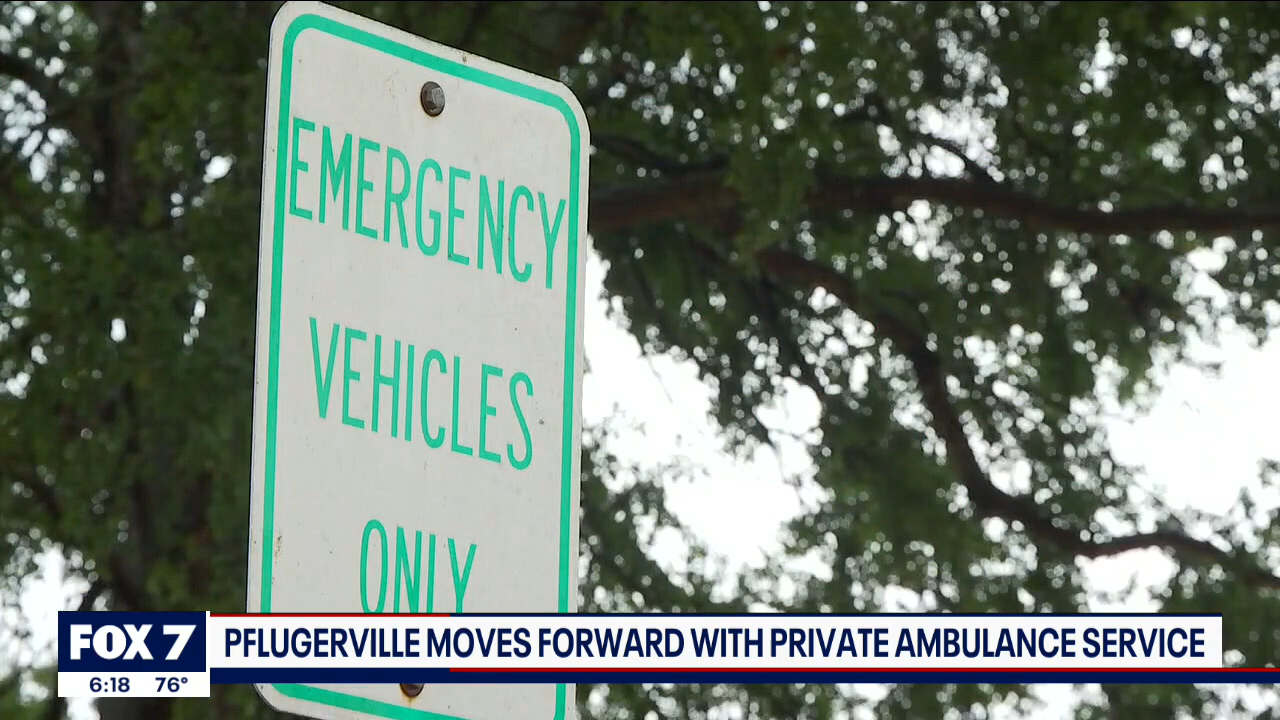 EMERGENCY
VEHICLES
ONLY
FOX 7
PFLUGERVILLE MOVES FORWARD WITH PRIVATE AMBULANCE SERVICE
6:18 76°